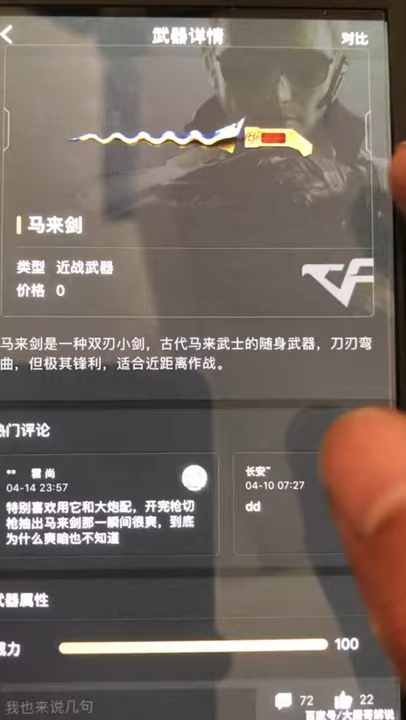 武器详情
对比
马来剑
类型 近战武器
价格 0
CF
马来剑是一种双刃小剑，古代马来武士的随身武器，刀刃弯
曲，但极其锋利，适合近距离作战。
热门评论
雲 尚
04-14 23:57
特别喜欢用它和大炮配，开完枪切
枪抽出马来剑那一瞬间很爽，到底
为什么爽咱也不知道
长安~
04-10 07:27
dd
武器属性
威力
100
我也来说几句
72
22